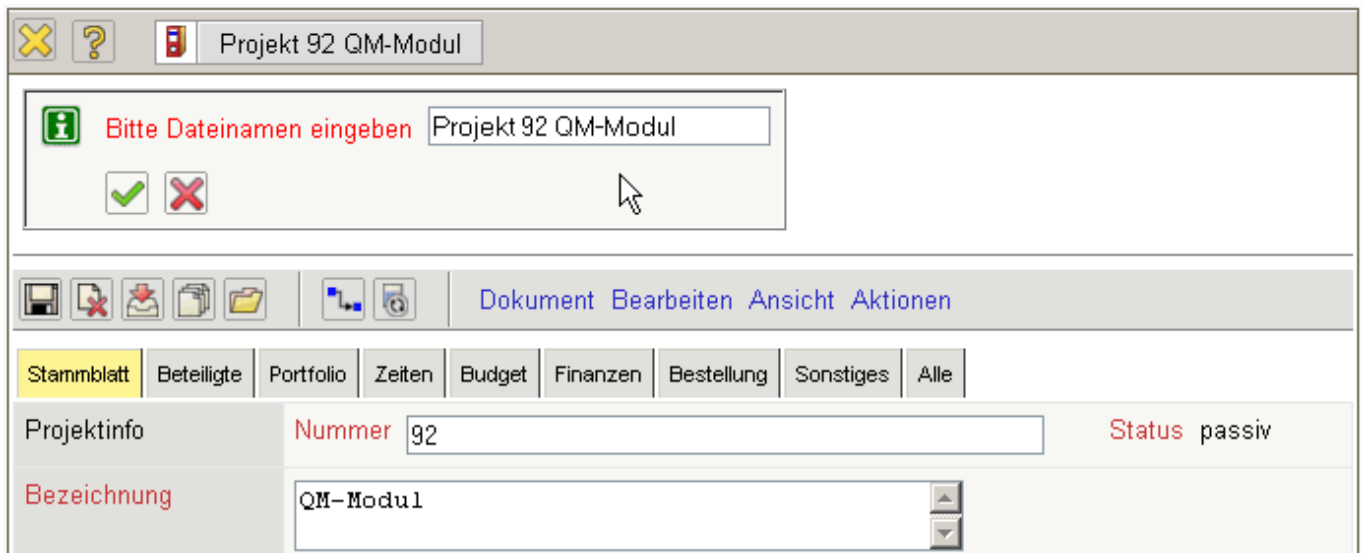 Projekt 92 QM-Modul
Bitte Dateinamen eingeben Projekt 92 QM-Modul
Dokument Bearbeiten Ansicht Aktionen
Stammblatt Beteiligte Portfolio Zeiten Budget Finanzen Bestellung Sonstiges Alle
Projektinfo Nummer 92 Status passiv
Bezeichnung QM-Modul